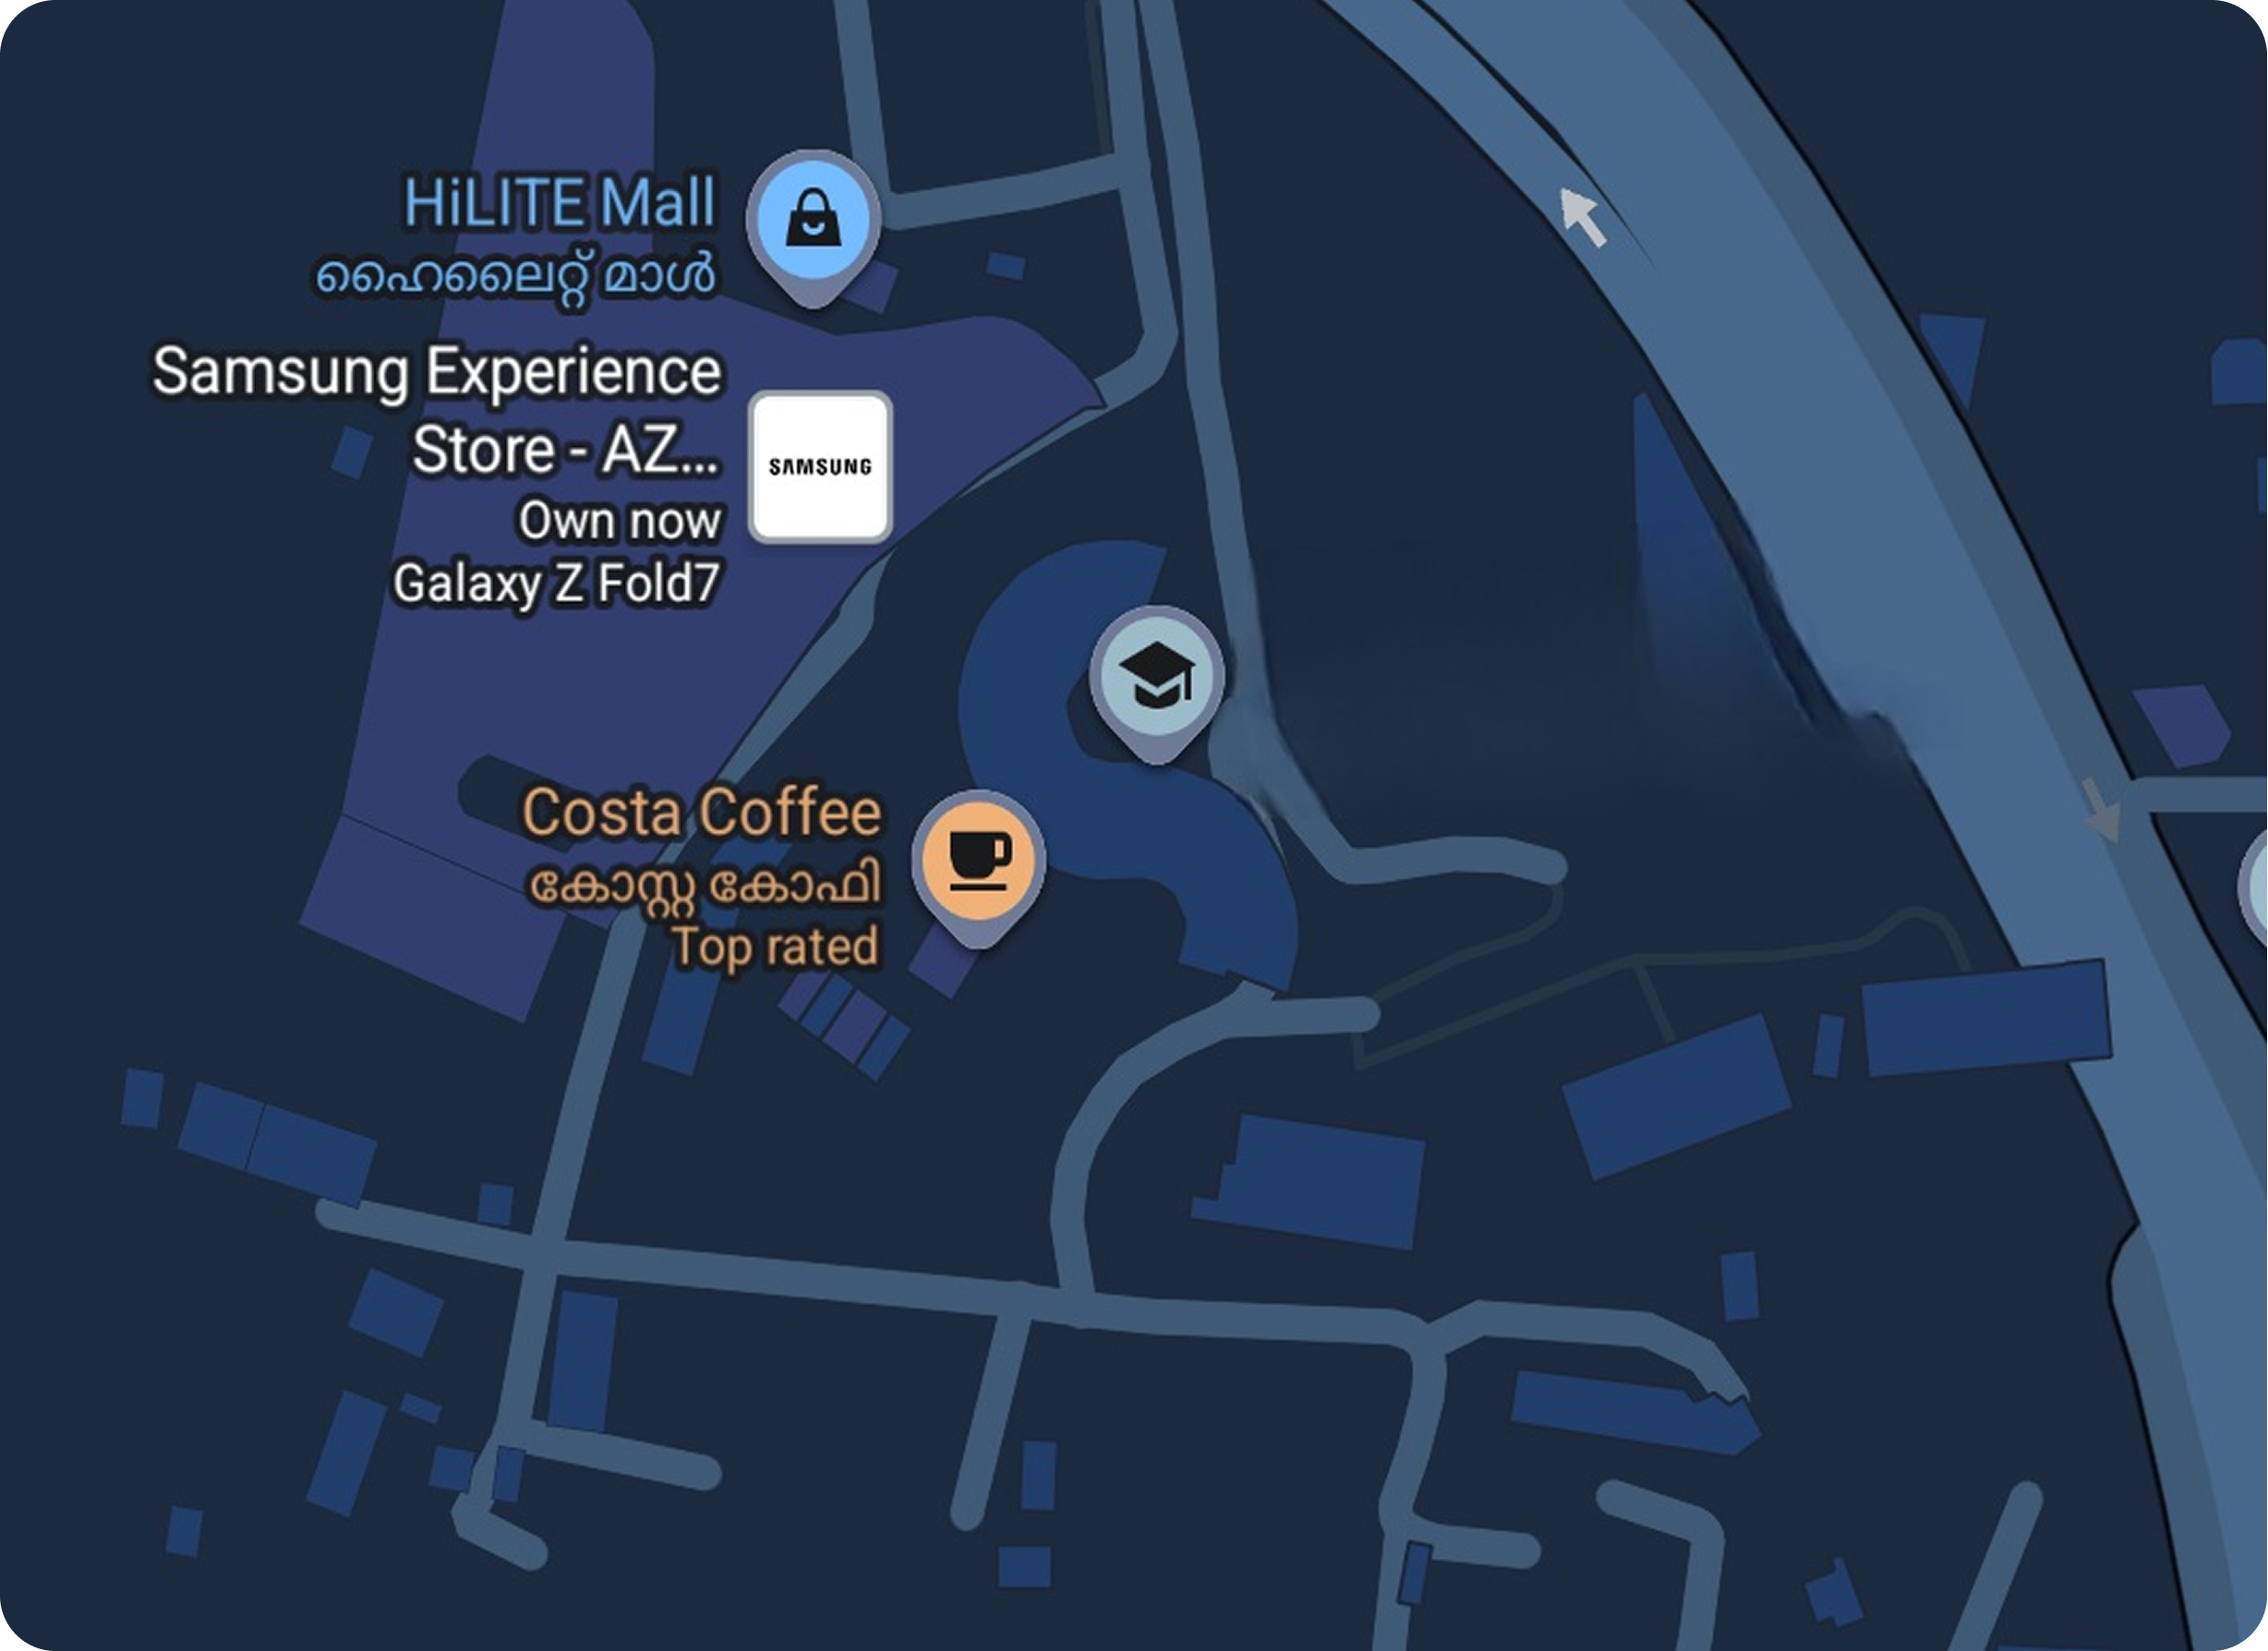 HiLITE Mall
ഹൈലൈറ്റ് മാൾ
Samsung Experience
Store - AZ...
Own now
Galaxy Z Fold7
SAMSUNG
Costa Coffee
കോസ്റ്റ കോഫി
Top rated